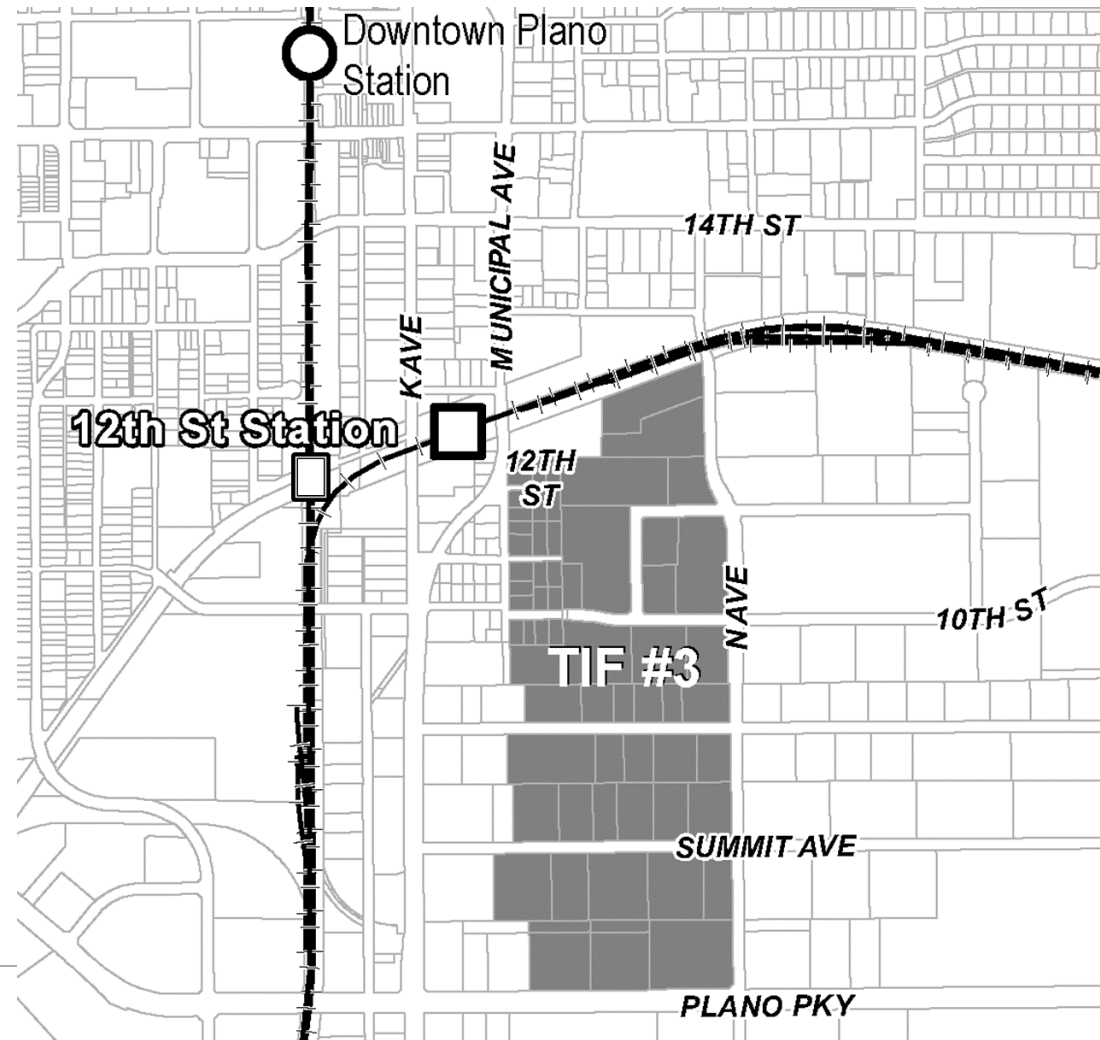 Downtown Plano
Station
MUNICIPAL AVE
14TH ST
K AVE
12th St Station
12TH
ST
N AVE
10TH ST
TIF #3
SUMMIT AVE
PLANO PKY